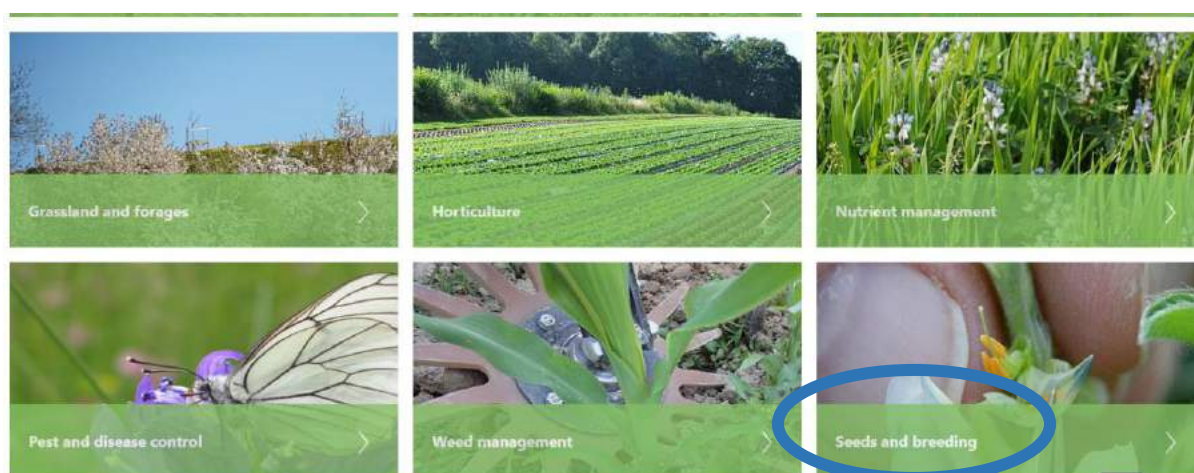 Grassland and forages
Horticulture
Nutrient management
Pest and disease control
Weed management
Seeds and breeding